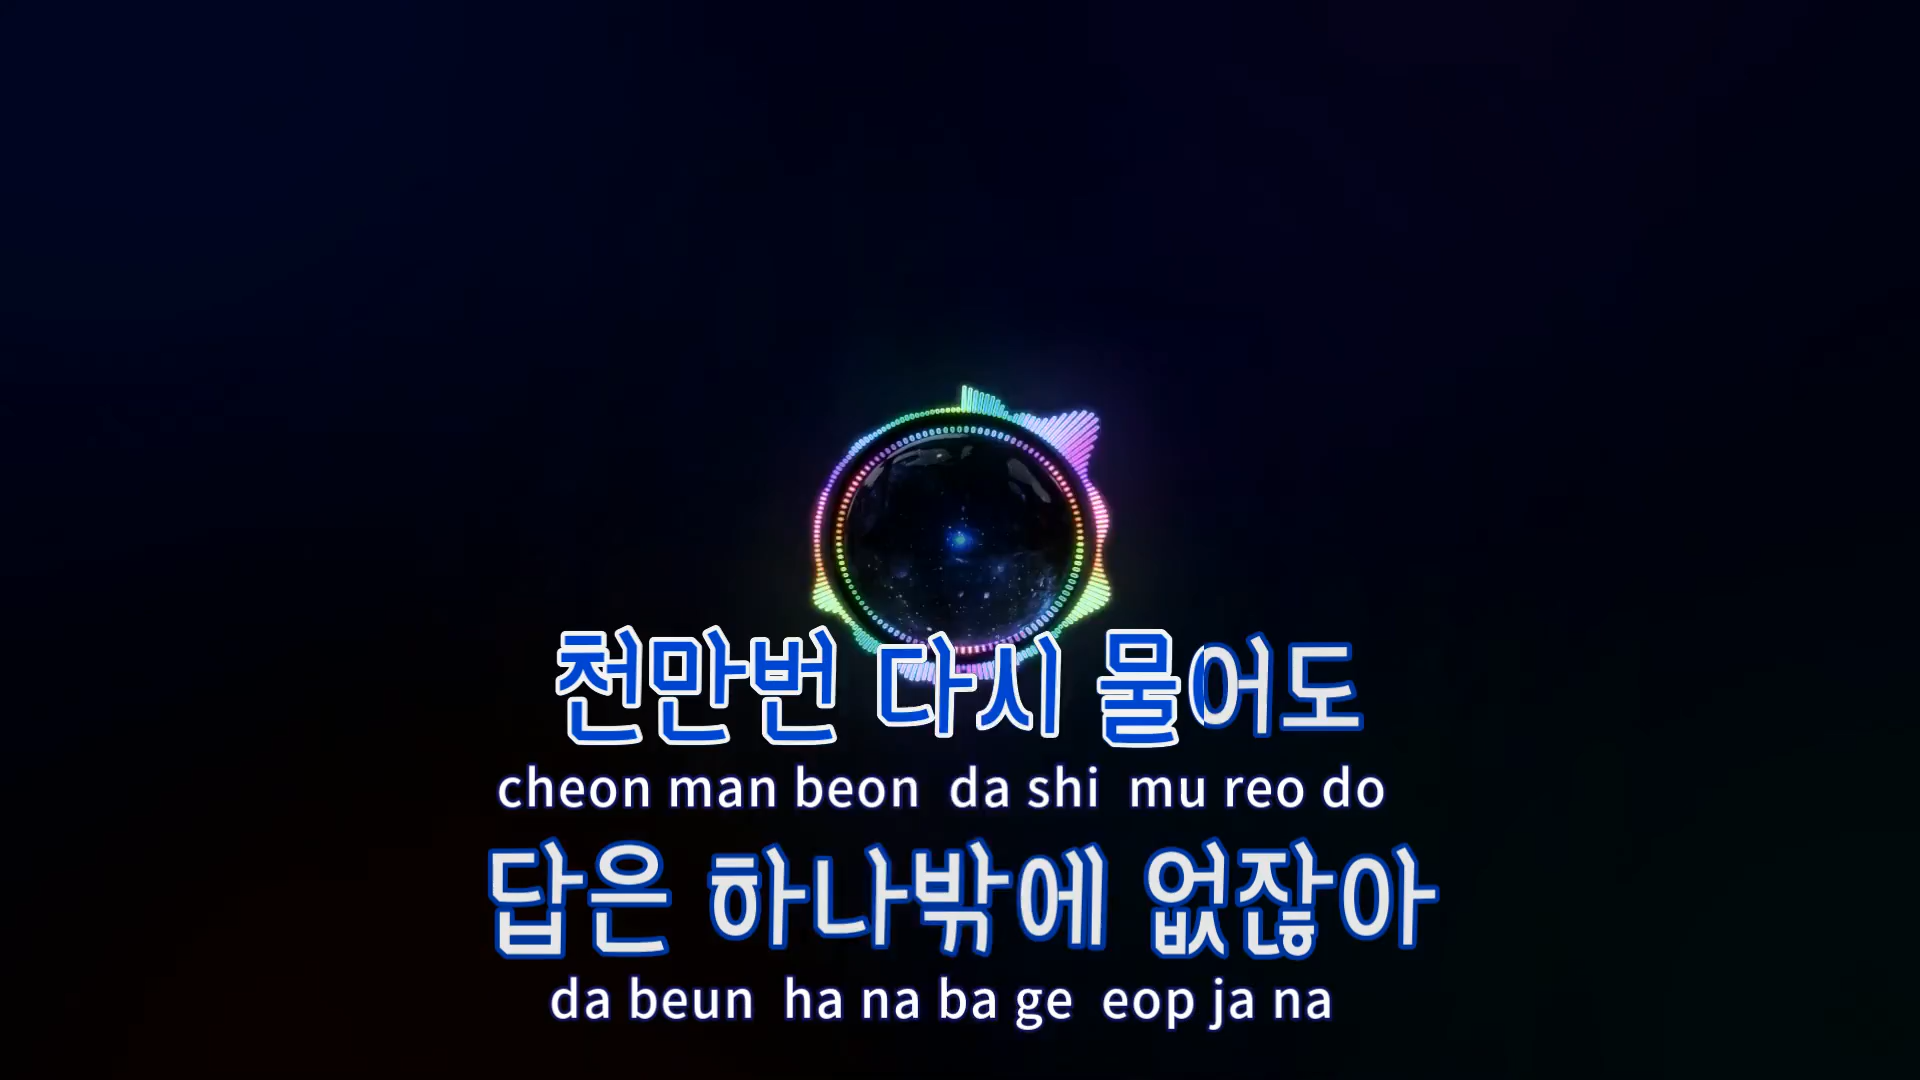 천만번 다시 물어도
cheon man beon da shi mu reo do
답은 하나밖에 없잖아
da beun ha na ba ge eop ja na